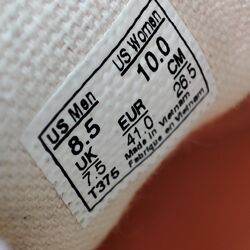 US Men US Women
8.5 10.0
UK EUR CM
7.5 41.0 26.5
T375 Made in Vietnam
Fabriqué en Vietnam